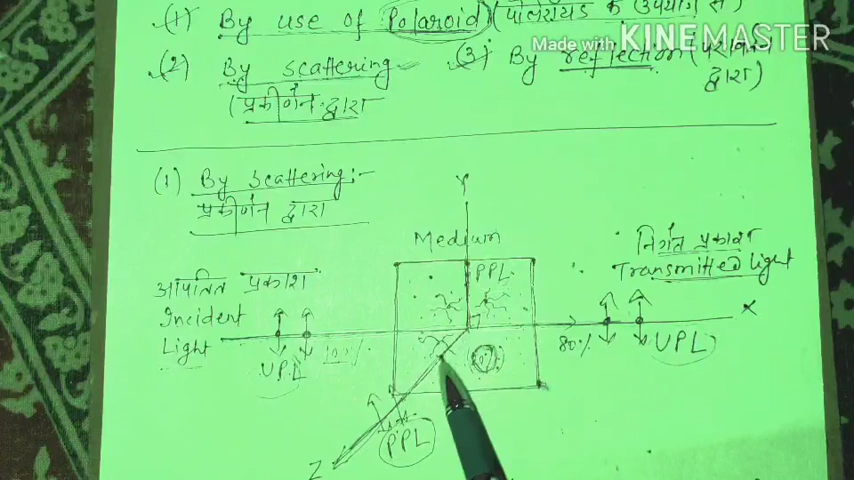 (1) By use of Polaroid (पोलेरॉयड के उपयोग से)
Made with KINEMASTER
(2) By scattering (3) By reflection (
(प्रकीर्णन द्वारा द्वारा)
(1) By Scattering:-
प्रकीर्णन द्वारा
Y
Medium
निर्गत प्रकाश
Transmitted light
PPL
आपतित प्रकाश
Incident
Light
X
UPL
80%
UPL
PPL
Z